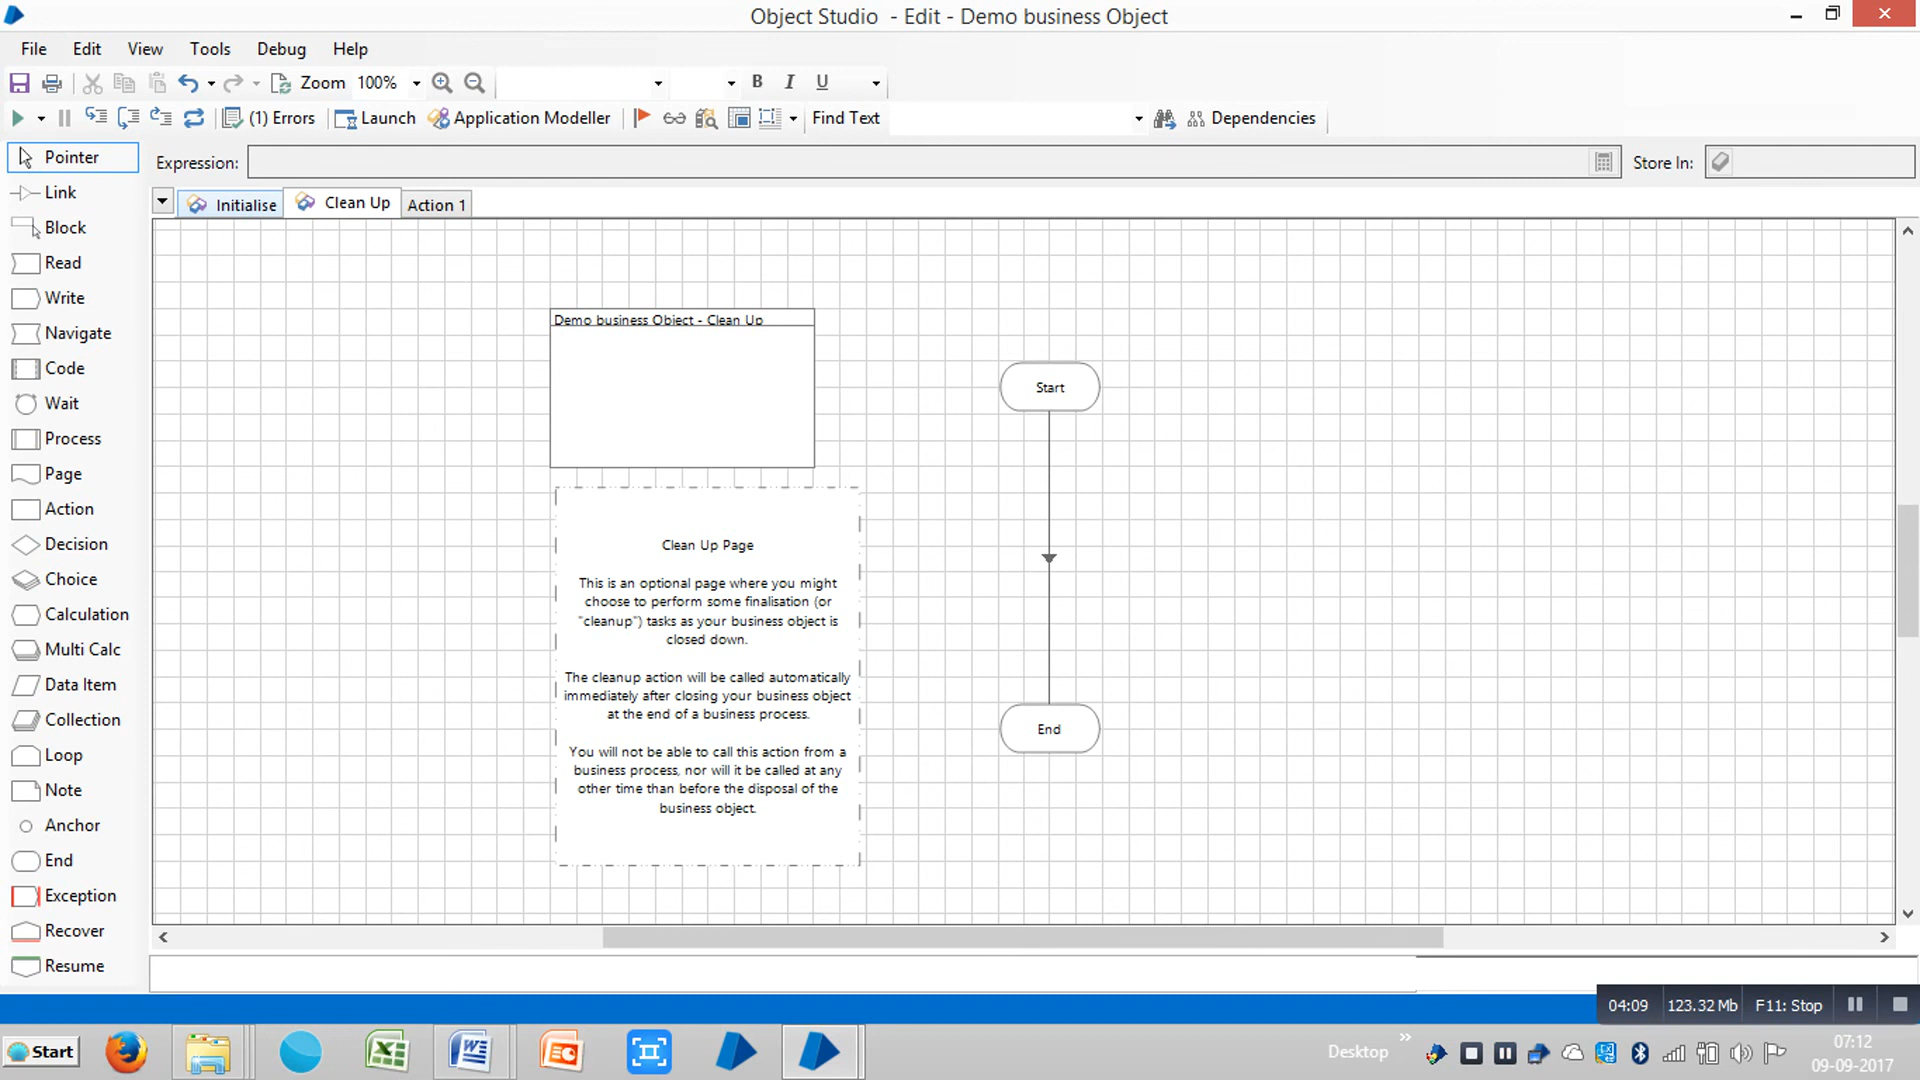 Object Studio - Edit - Demo business Object
File Edit View Tools Debug Help
Zoom 100% B I U
(1) Errors Launch Application Modeller Find Text Dependencies
Pointer
Expression: Store In:
Link
Initialise Clean Up Action 1
Block
Read
Write
Navigate
Code
Wait
Process
Page
Action
Decision
Choice
Calculation
Multi Calc
Data Item
Collection
Loop
Note
Anchor
End
Exception
Recover
Resume
Demo business Object - Clean Up
Start
Clean Up Page
This is an optional page where you might
choose to perform some finalisation (or
"cleanup") tasks as your business object is
closed down.
The cleanup action will be called automatically
immediately after closing your business object
at the end of a business process.
You will not be able to call this action from a
business process, nor will it be called at any
other time than before the disposal of the
business object.
End
04:09 123.32 Mb F11: Stop
Start
Desktop
07:12
09-09-2017